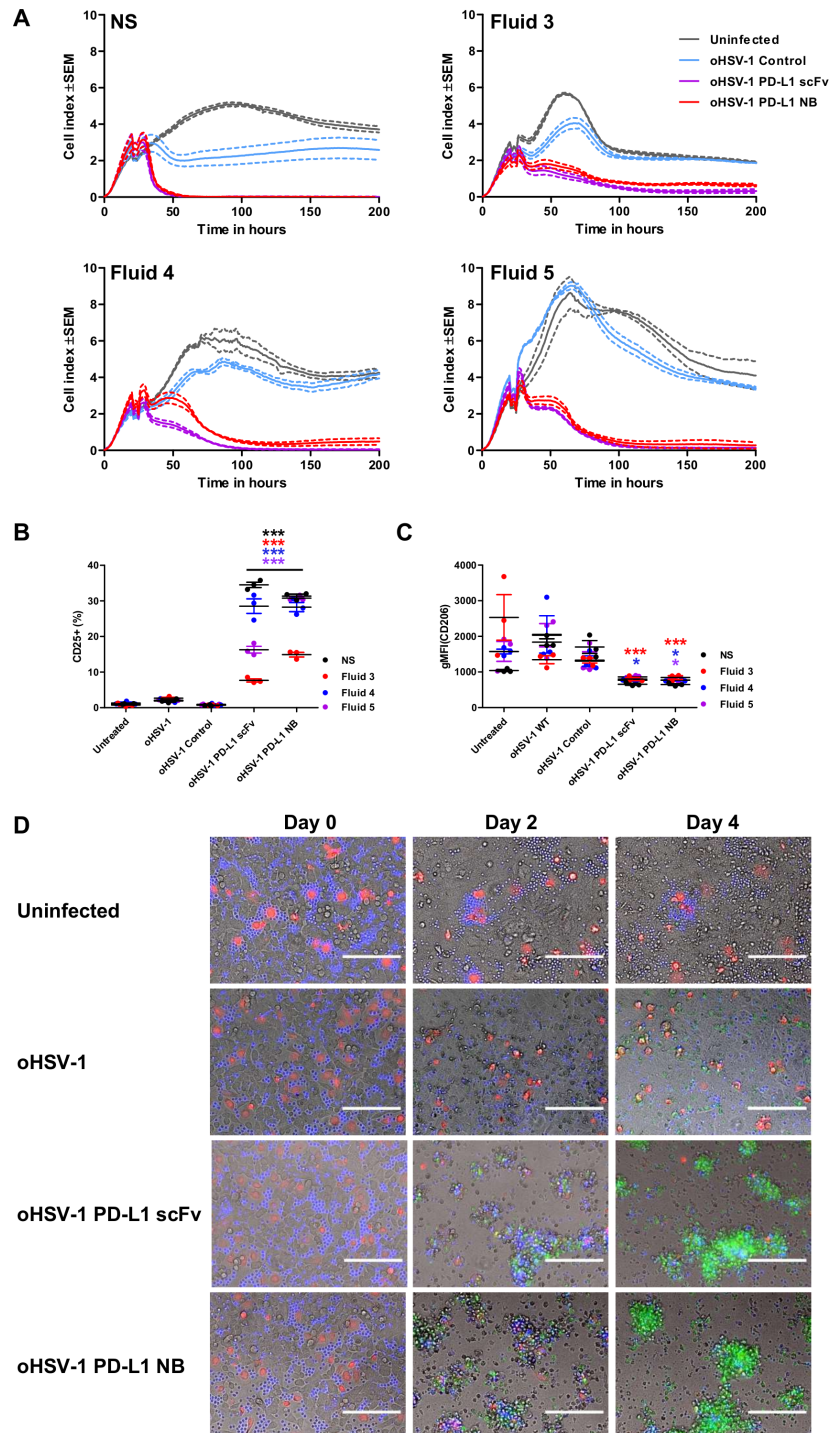 A
NS
Cell index ±SEM
10
8
6
4
2
0
0 50 100 150 200
Time in hours
Fluid 3
Cell index ±SEM
10
8
6
4
2
0
0 50 100 150 200
Time in hours
Uninfected
oHSV-1 Control
oHSV-1 PD-L1 scFv
oHSV-1 PD-L1 NB
Fluid 4
Cell index ±SEM
10
8
6
4
2
0
0 50 100 150 200
Time in hours
Fluid 5
Cell index ±SEM
10
8
6
4
2
0
0 50 100 150 200
Time in hours
B
***
***
***
***
CD25+ (%)
40
30
20
10
0
Untreated
oHSV-1
oHSV-1 Control
oHSV-1 PD-L1 scFv
oHSV-1 PD-L1 NB
NS
Fluid 3
Fluid 4
Fluid 5
C
gMFI(CD206)
4000
3000
2000
1000
0
***
*
***
*
*
Untreated
oHSV-1 WT
oHSV-1 Control
oHSV-1 PD-L1 scFv
oHSV-1 PD-L1 NB
NS
Fluid 3
Fluid 4
Fluid 5
D
Day 0 Day 2 Day 4
Uninfected
oHSV-1
oHSV-1 PD-L1 scFv
oHSV-1 PD-L1 NB